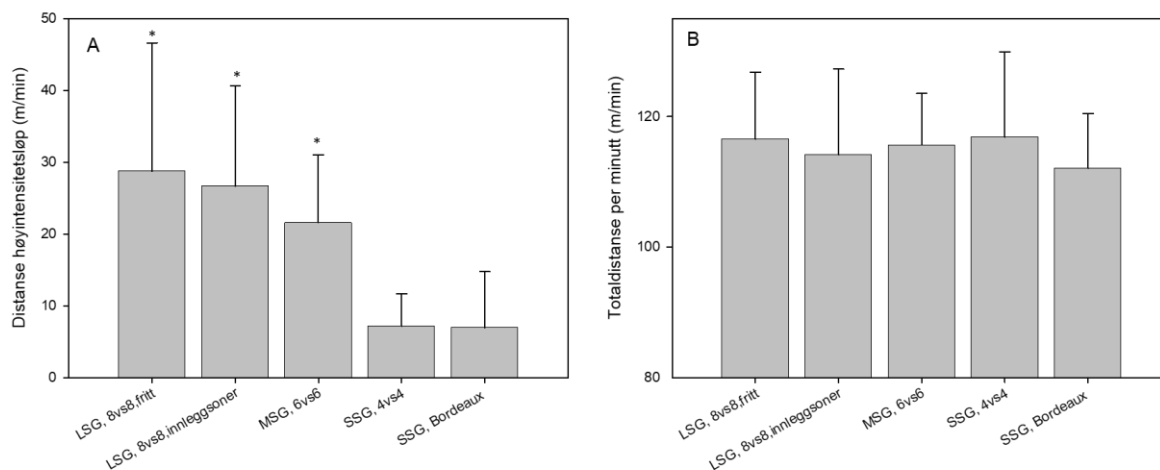 A
Distanse høyintensitetsløp (m/min)
50
40
30
20
10
0
*
*
*
LSG, 8vs8,fritt
LSG, 8vs8,innleggsoner
MSG, 6vs6
SSG, 4vs4
SSG, Bordeaux
B
Totaldistanse per minutt (m/min)
120
100
80
LSG, 8vs8.fritt
LSG, 8vs8,innleggsoner
MSG, 6vs6
SSG, 4vs4
SSG, Bordeaux